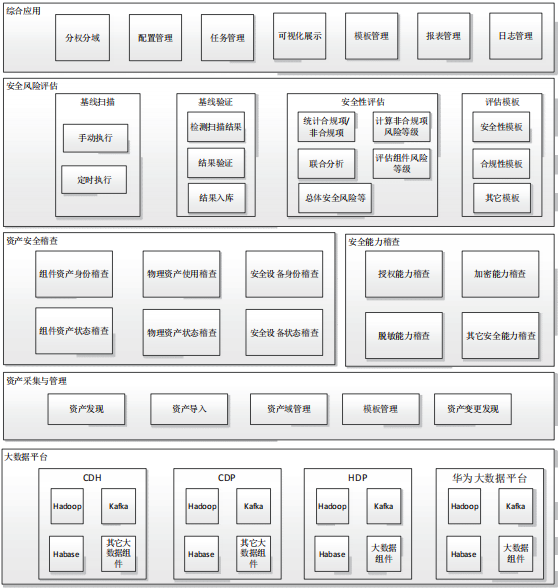 综合应用
分权分域
配置管理
任务管理
可视化展示
模板管理
报表管理
日志管理
安全风险评估
基线扫描
手动执行
定时执行
基线验证
检测扫描结果
结果验证
结果入库
安全性评估
统计合规项/
非合规项
计算非合规项
风险等级
联合分析
评估组件风险
等级
总体安全风险等
评估模板
安全性模板
合规性模板
其它模板
资产安全稽查
组件资产身份稽查
物理资产使用稽查
安全设备身份稽查
组件资产状态稽查
物理资产状态稽查
安全设备状态稽查
安全能力稽查
授权能力稽查
加密能力稽查
脱敏能力稽查
其它安全能力稽查
资产采集与管理
资产发现
资产导入
资产域管理
模板管理
资产变更发现
大数据平台
CDH
Hadoop
Kafka
Habase
其它大
数据组
件
CDP
Hadoop
Kafka
Habase
其它大
数据组
件
HDP
Hadoop
Kafka
Habase
大数据
组件
华为大数据平台
Hadoop
Kafka
Habase
大数据
组件